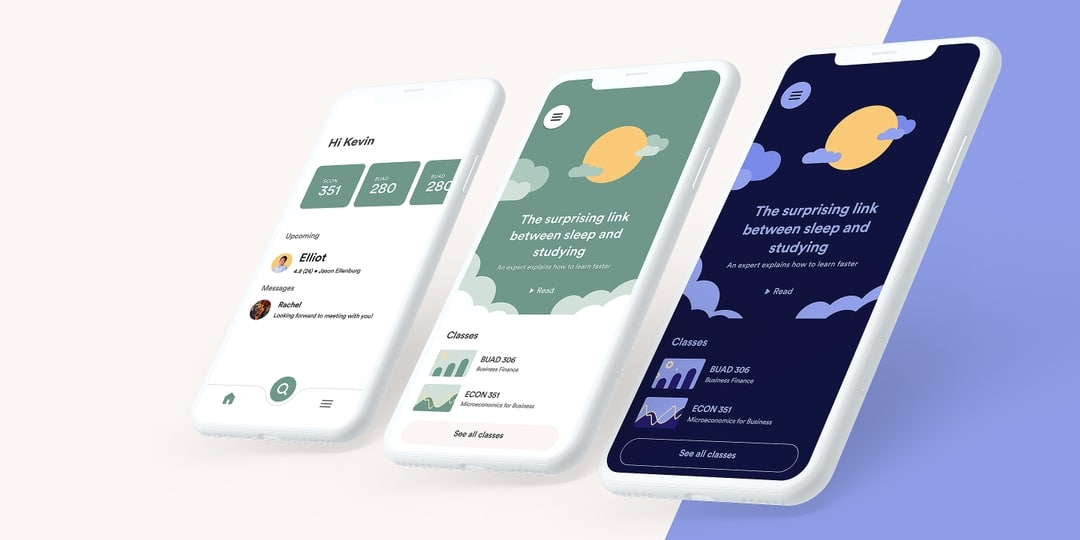 Hi Kevin
ECON
351
BUAD
280
BUAD
280
Upcoming
Elliot
4.8 (24) • Jason Ellenburg
Messages
Rachel
Looking forward to meeting with you!
The surprising link
between sleep and
studying
An expert explains how to learn faster
Read
Classes
BUAD 306
Business Finance
ECON 351
Microeconomics for Business
See all classes
The surprising link
between sleep and
studying
An expert explains how to learn faster
Read
Classes
BUAD 306
Business Finance
ECON 351
Microeconomics for Business
See all classes